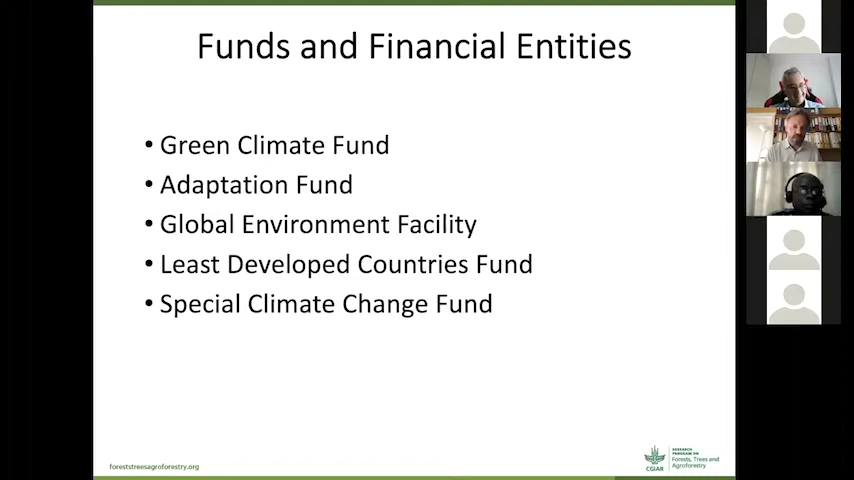 Funds and Financial Entities
• Green Climate Fund
• Adaptation Fund
• Global Environment Facility
• Least Developed Countries Fund
• Special Climate Change Fund
foreststreesagroforestry.org
CGIAR
RESEARCH
PROGRAM ON
Forests, Trees and
Agroforestry